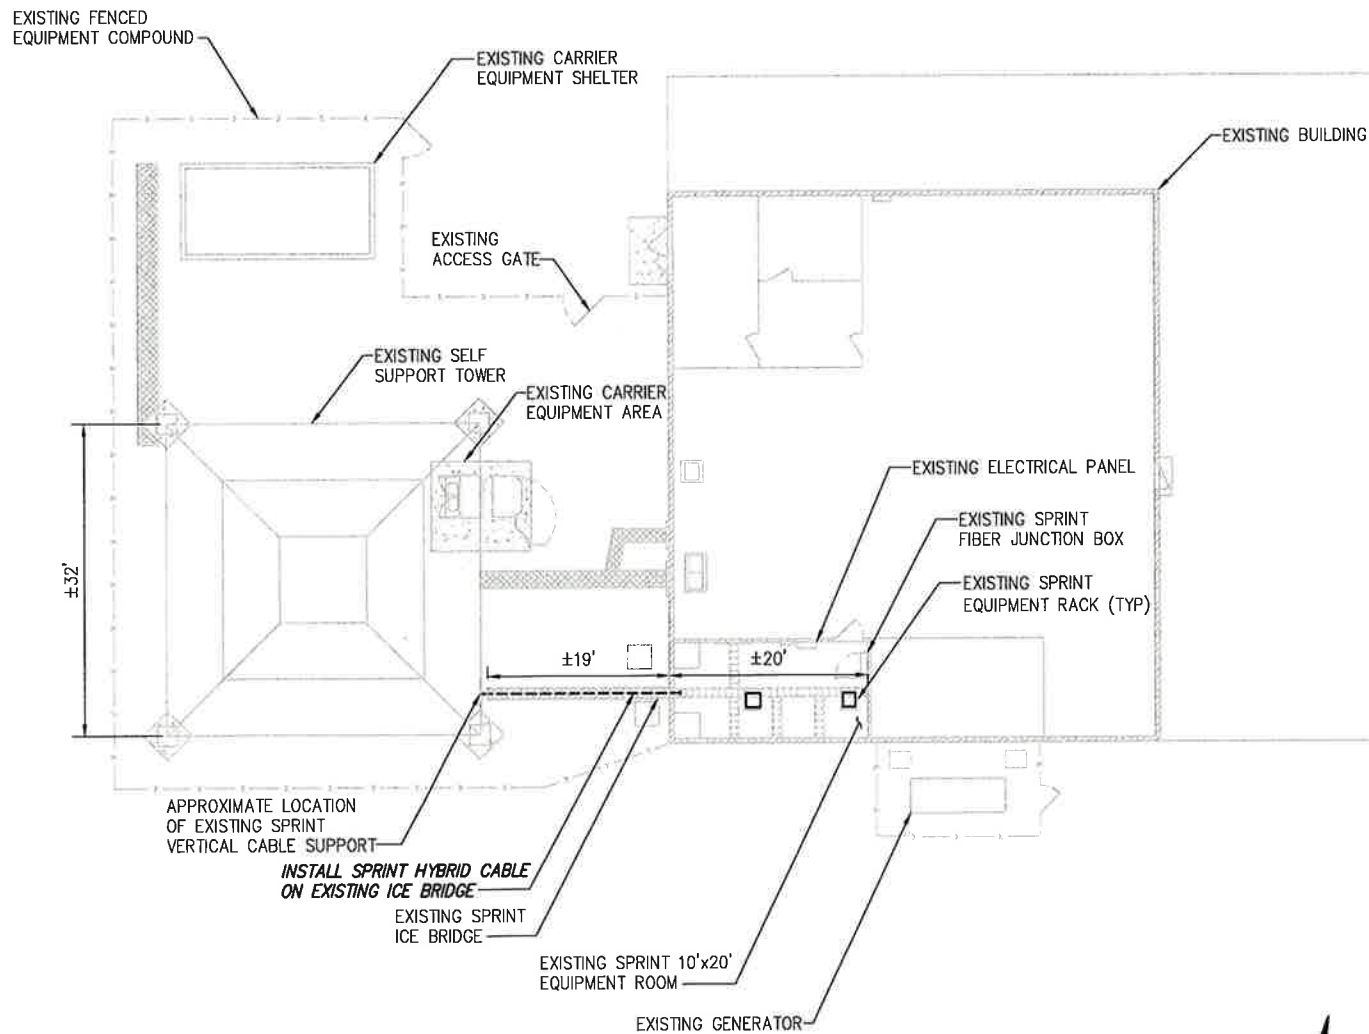 EXISTING FENCED
EQUIPMENT COMPOUND
EXISTING CARRIER
EQUIPMENT SHELTER
EXISTING BUILDING
EXISTING
ACCESS GATE
EXISTING SELF
SUPPORT TOWER
EXISTING CARRIER
EQUIPMENT AREA
EXISTING ELECTRICAL PANEL
EXISTING SPRINT
FIBER JUNCTION BOX
EXISTING SPRINT
EQUIPMENT RACK (TYP)
±32'
±19'
±20'
APPROXIMATE LOCATION
OF EXISTING SPRINT
VERTICAL CABLE SUPPORT
INSTALL SPRINT HYBRID CABLE
ON EXISTING ICE BRIDGE
EXISTING SPRINT
ICE BRIDGE
EXISTING SPRINT 10'x20'
EQUIPMENT ROOM
EXISTING GENERATOR